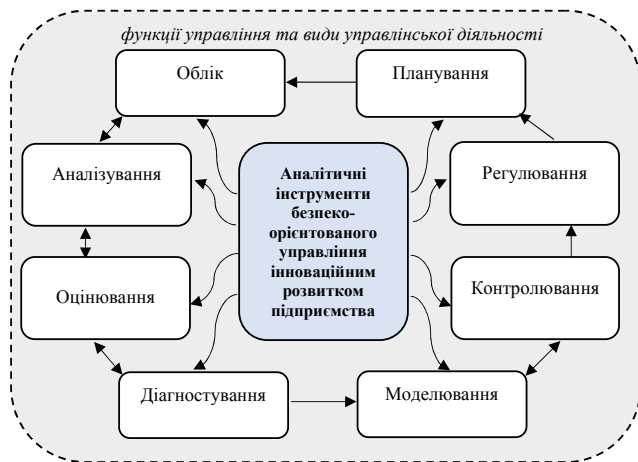 функції управління та види управлінської діяльності
Облік
Планування
Аналізування
Регулювання
Аналітичні
інструменти
безпеко-
орієнтованого
управління
інноваційним
розвитком
підприємства
Оцінювання
Контролювання
Діагностування
Моделювання